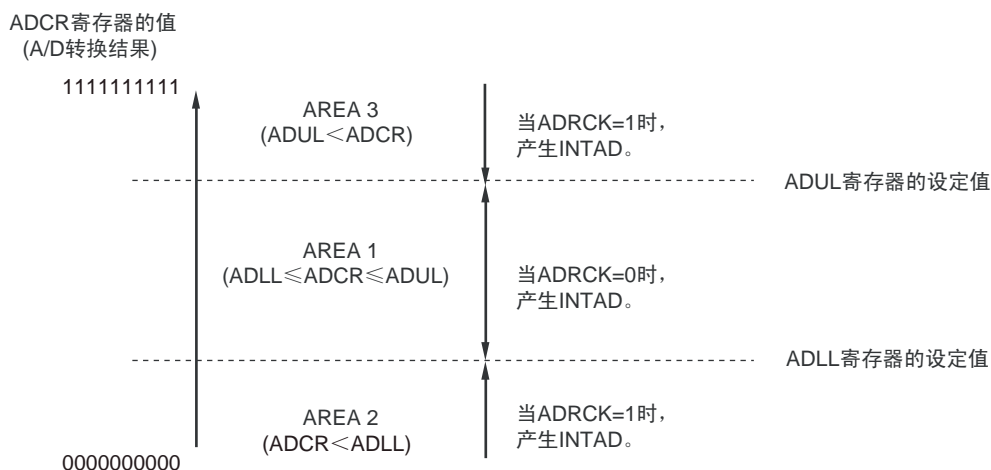 ADCR寄存器的值
(A/D转换结果)
1111111111
AREA 3
(ADUL＜ADCR)
当ADRCK=1时，
产生INTAD。
ADUL寄存器的设定值
AREA 1
(ADLL≤ADCR≤ADUL)
当ADRCK=0时，
产生INTAD。
ADLL寄存器的设定值
AREA 2
(ADCR＜ADLL)
当ADRCK=1时，
产生INTAD。
0000000000